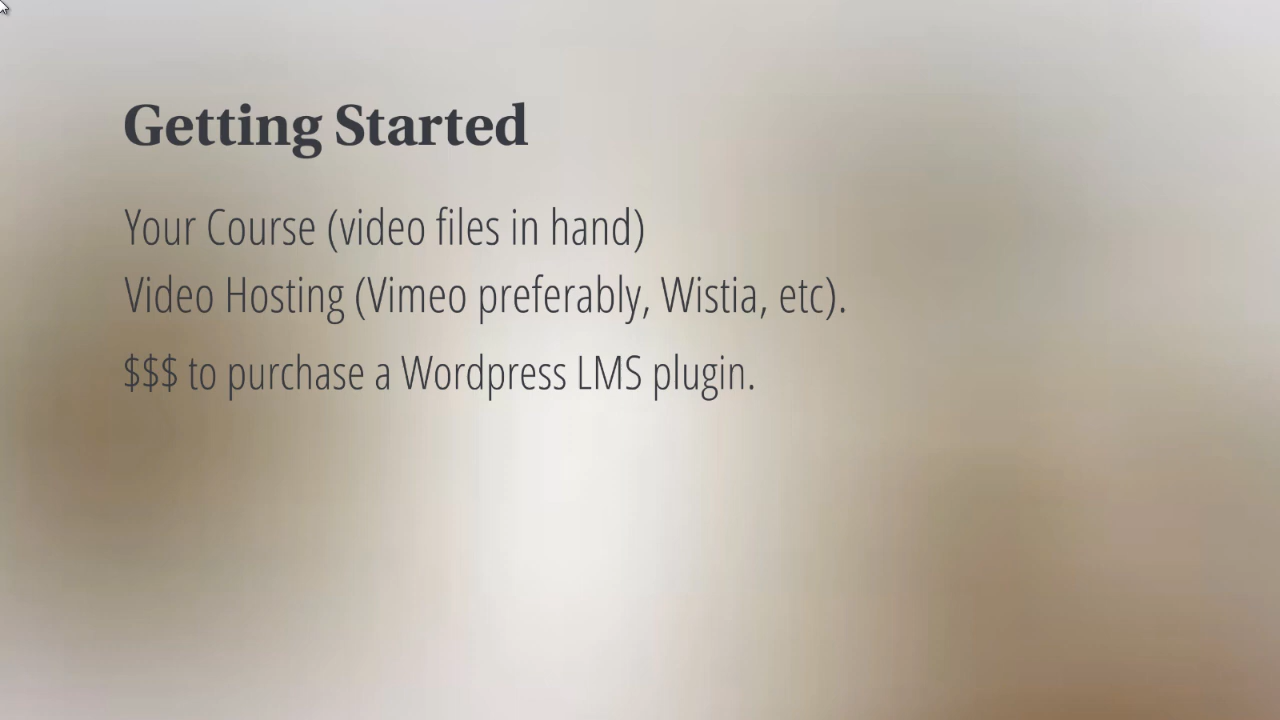 Getting Started
Your Course (video files in hand)
Video Hosting (Vimeo preferably, Wistia, etc).
$$$ to purchase a Wordpress LMS plugin.